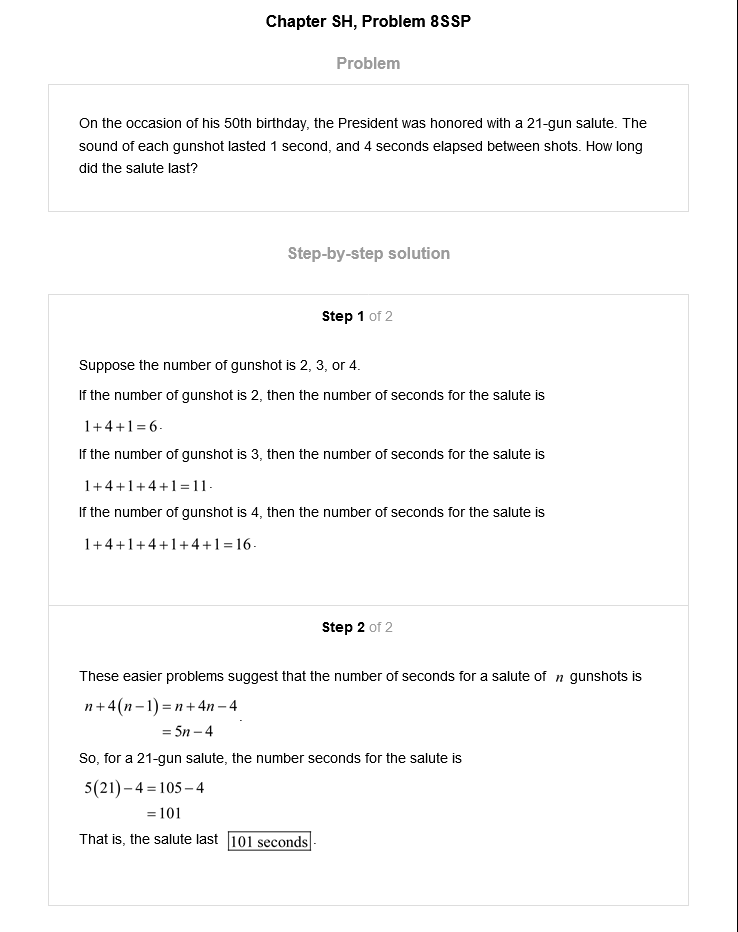 Chapter SH, Problem 8SSP
Problem
On the occasion of his 50th birthday, the President was honored with a 21-gun salute. The
sound of each gunshot lasted 1 second, and 4 seconds elapsed between shots. How long
did the salute last?
Step-by-step solution
Step 1 of 2
Suppose the number of gunshot is 2, 3, or 4.
If the number of gunshot is 2, then the number of seconds for the salute is
1+4+1=6.
If the number of gunshot is 3, then the number of seconds for the salute is
1+4+1+4+1=11.
If the number of gunshot is 4, then the number of seconds for the salute is
1+4+1+4+1+4+1=16.
Step 2 of 2
These easier problems suggest that the number of seconds for a salute of n gunshots is
n+4(n−1)=n+4n−4
=5n−4.
So, for a 21-gun salute, the number seconds for the salute is
5(21)−4=105−4
=101
That is, the salute last 101 seconds.